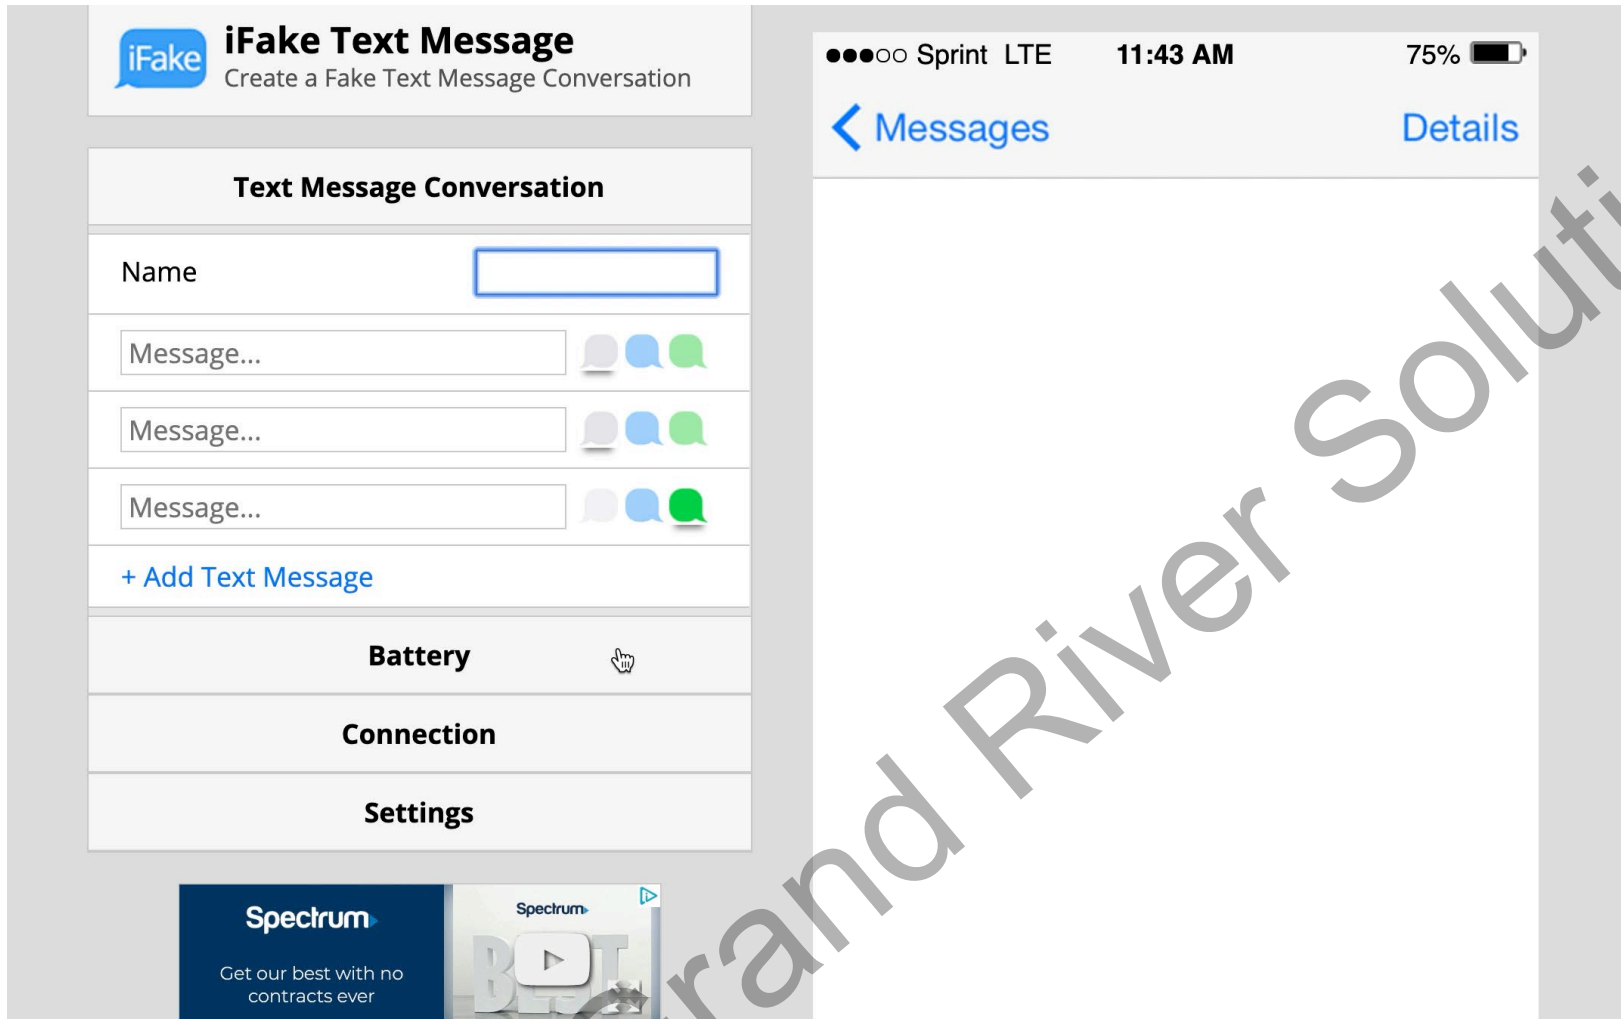 iFake
iFake Text Message
Create a Fake Text Message Conversation
Text Message Conversation
Name
Message...
Message...
Message...
+ Add Text Message
Battery
Connection
Settings
Spectrum
Get our best with no
contracts ever
Spectrum
BEST
Sprint LTE 11:43 AM 75%
Messages Details
rand River Soluti